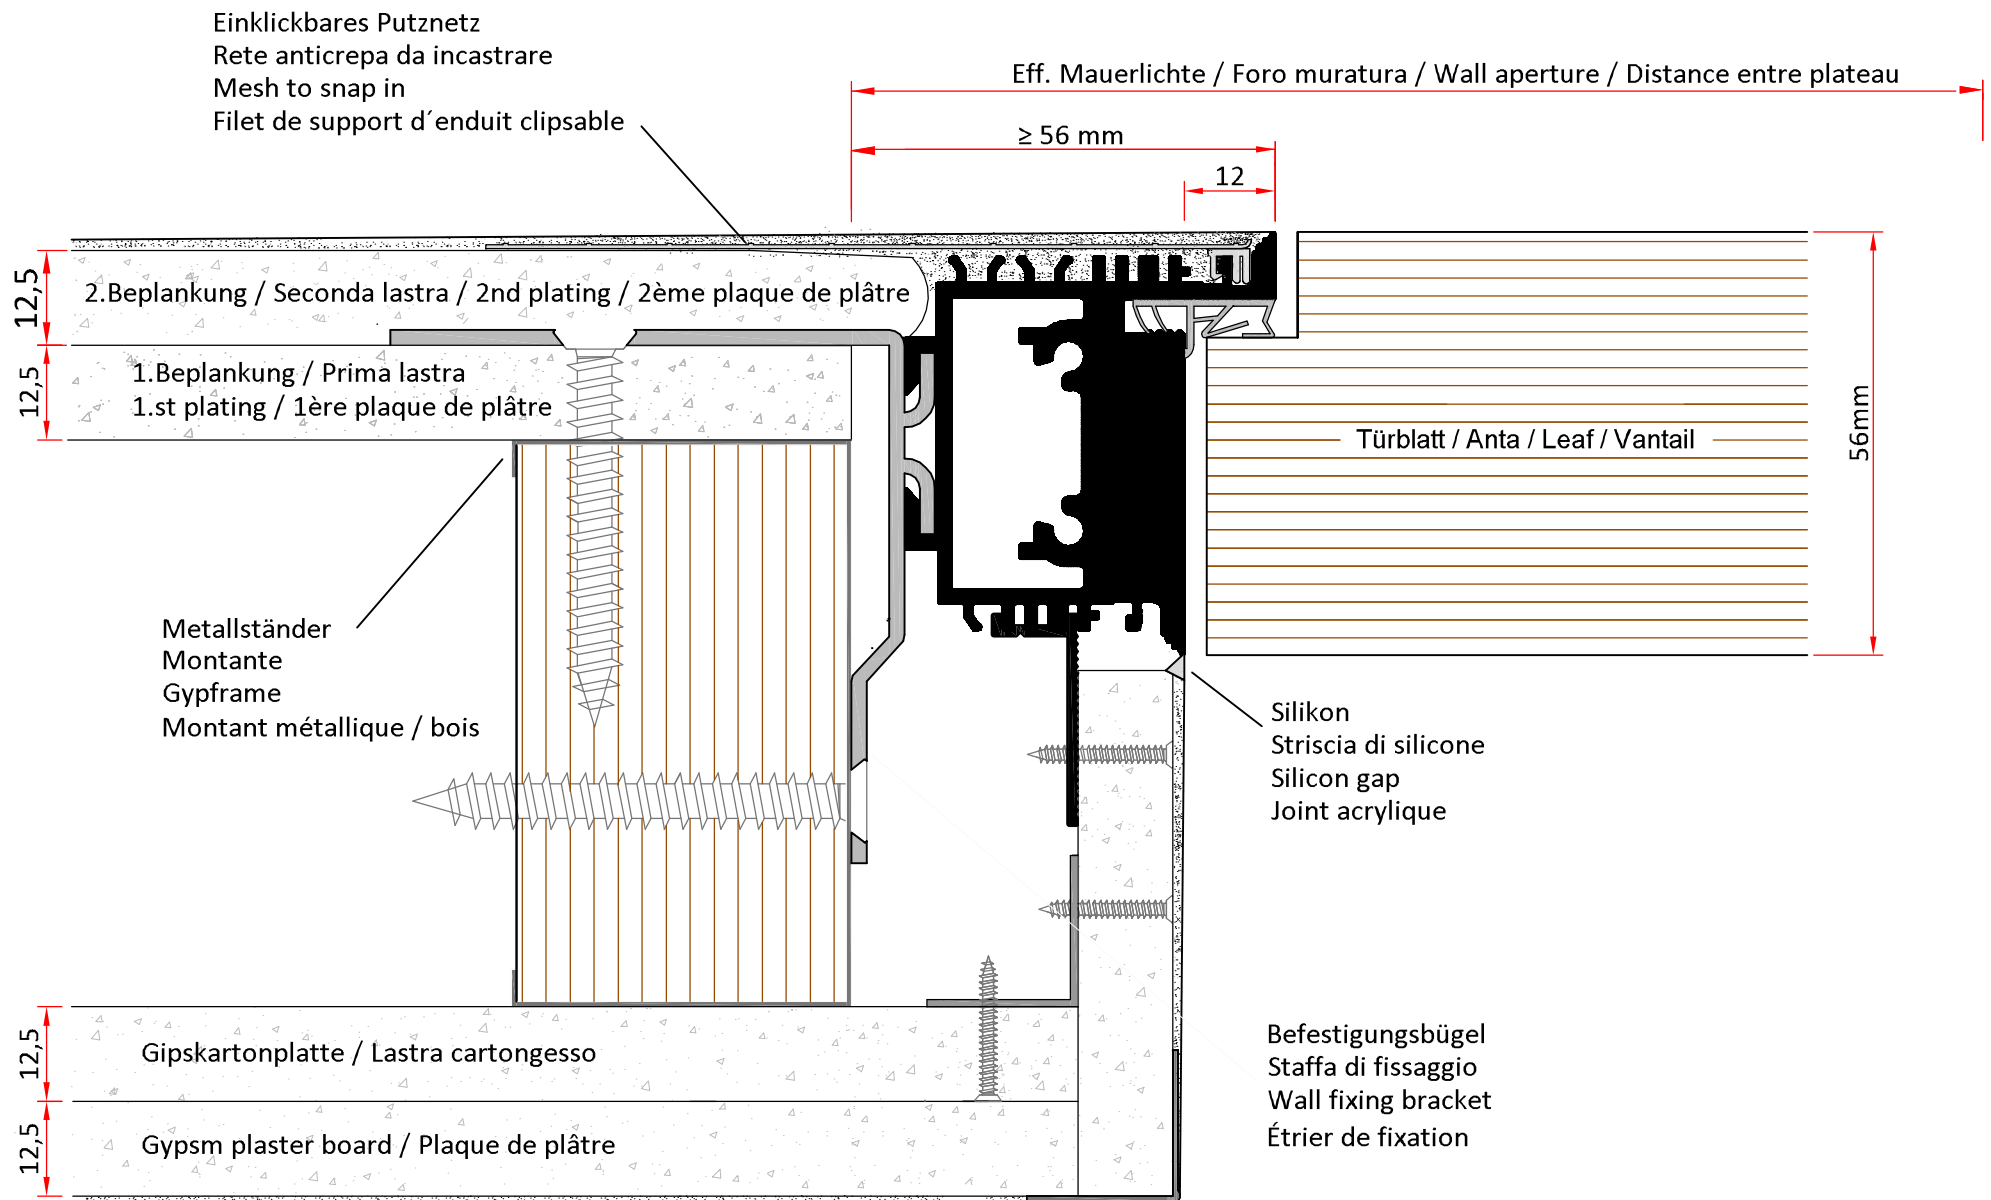 Einklickbares Putznetz
Rete anticrepa da incastrare
Mesh to snap in
Filet de support d´enduit clipsable
Eff. Mauerlichte / Foro muratura / Wall aperture / Distance entre plateau
≥ 56 mm
12
12,5
2.Beplankung / Seconda lastra / 2nd plating / 2ème plaque de plâtre
12,5
1.Beplankung / Prima lastra
1.st plating / 1ère plaque de plâtre
Türblatt / Anta / Leaf / Vantail
56mm
Metallständer
Montante
Gypframe
Montant métallique / bois
Silikon
Striscia di silicone
Silicon gap
Joint acrylique
12,5
Gipskartonplatte / Lastra cartongesso
12,5
Gypsm plaster board / Plaque de plâtre
Befestigungsbügel
Staffa di fissaggio
Wall fixing bracket
Étrier de fixation